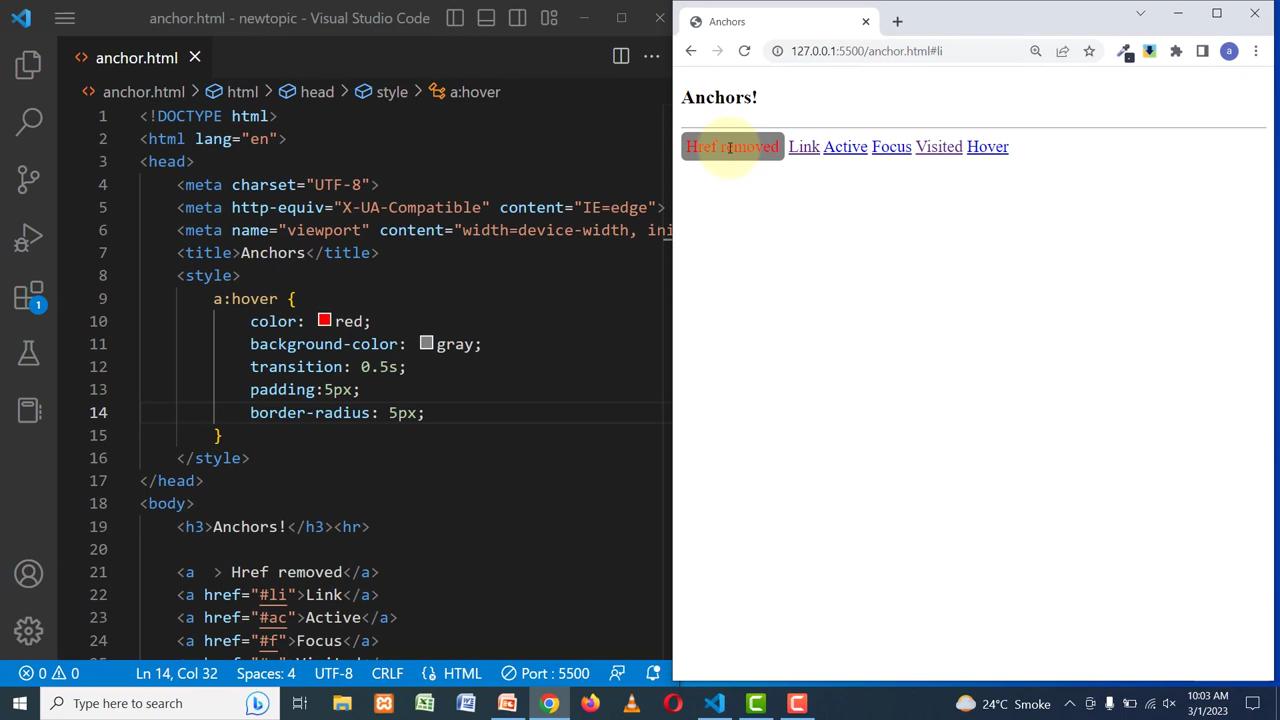 anchor.html - newtopic - Visual Studio Code
anchor.html
anchor.html > html > head > style > a:hover
1 <!DOCTYPE html>
2 <html lang="en">
3 <head>
4 <meta charset="UTF-8">
5 <meta http-equiv="X-UA-Compatible" content="IE=edge">
6 <meta name="viewport" content="width=device-width, ini
7 <title>Anchors</title>
8 <style>
9 a:hover {
10 color: red;
11 background-color: gray;
12 transition: 0.5s;
13 padding:5px;
14 border-radius: 5px;
15 }
16 </style>
17 </head>
18 <body>
19 <h3>Anchors!</h3><hr>
20
21 <a  > Href removed</a>
22 <a href="#li">Link</a>
23 <a href="#ac">Active</a>
24 <a href="#f">Focus</a>
1
0 0 Ln 14, Col 32 Spaces: 4 UTF-8 CRLF HTML Port : 5500
Anchors
127.0.0.1:5500/anchor.html#li
a
Anchors!
Href removed Link Active Focus Visited Hover
Type here to search
24°C Smoke
10:03 AM
3/1/2023